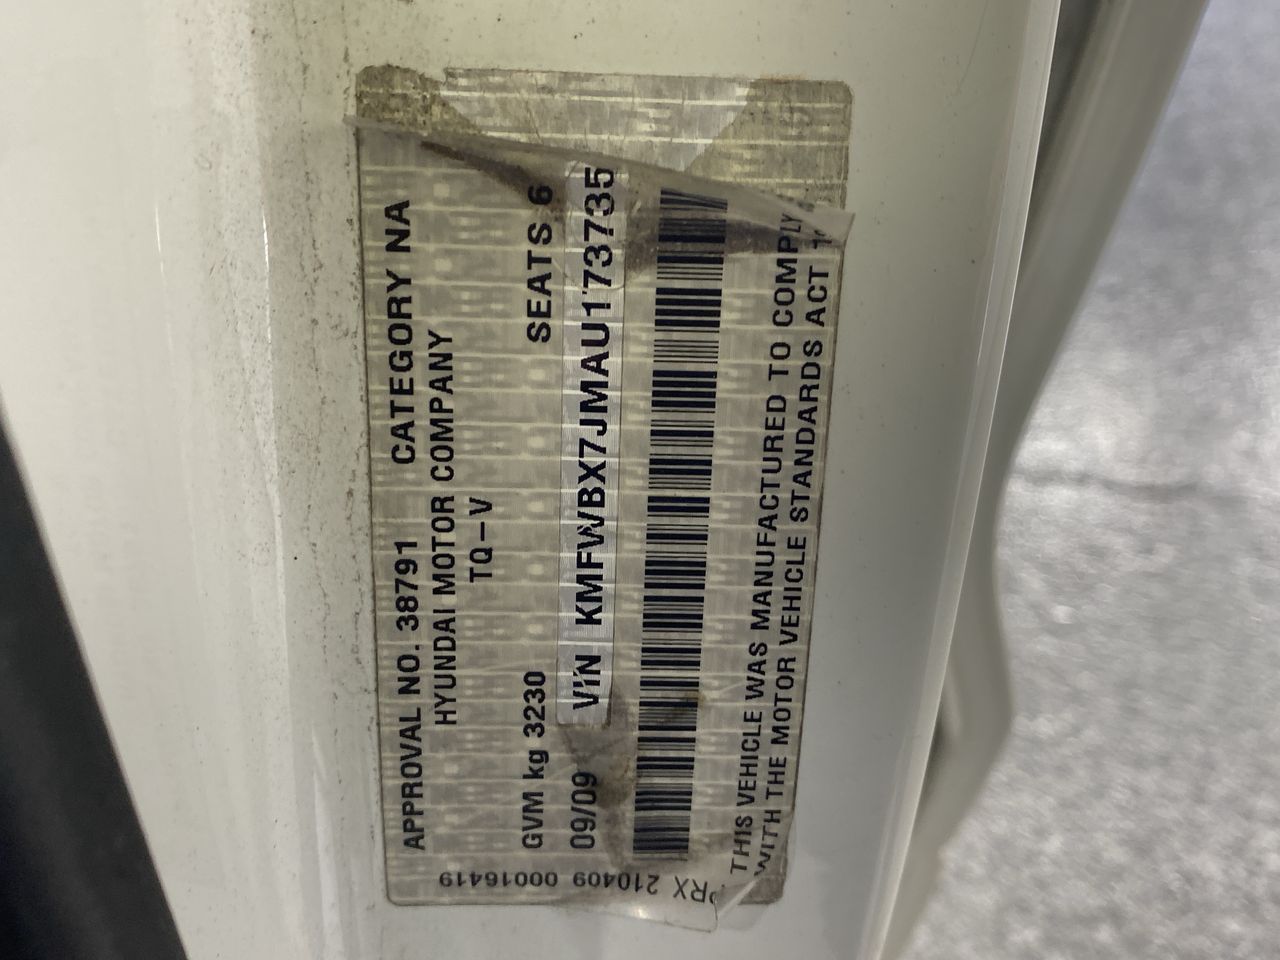 APPROVAL NO. 38791 CATEGORY NA
HYUNDAI MOTOR COMPANY
TQ-V
GVM kg 3230 SEATS 6
09/09 VIN KMFWBX7JMAU173735
THIS VEHICLE WAS MANUFACTURED TO COMPLY
WITH THE MOTOR VEHICLE STANDARDS ACT
PRX 210409 00016419